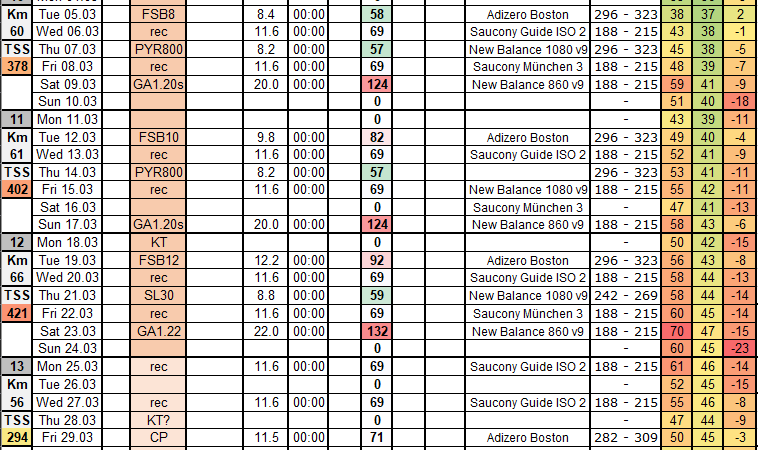 Km Tue 05.03 FSB8 8.4 00:00 58 Adizero Boston 296 - 323 38 37 2
60 Wed 06.03 rec 11.6 00:00 69 Saucony Guide ISO 2 188 - 215 43 38 -1
TSS Thu 07.03 PYR800 8.2 00:00 57 New Balance 1080 v9 296 - 323 45 38 -5
378 Fri 08.03 rec 11.6 00:00 69 Saucony München 3 188 - 215 48 39 -7
Sat 09.03 GA1.20s 20.0 00:00 124 New Balance 860 v9 188 - 215 59 41 -9
Sun 10.03 0 - 51 40 -18
11 Mon 11.03 0 43 39 -11
Km Tue 12.03 FSB10 9.8 00:00 82 Adizero Boston 296 - 323 49 40 -4
61 Wed 13.03 rec 11.6 00:00 69 Saucony Guide ISO 2 188 - 215 52 41 -9
TSS Thu 14.03 PYR800 8.2 00:00 57 296 - 323 53 41 -11
402 Fri 15.03 rec 11.6 00:00 69 New Balance 1080 v9 188 - 215 55 42 -11
Sat 16.03 0 Saucony München 3 - 47 41 -13
Sun 17.03 GA1.20s 20.0 00:00 124 New Balance 860 v9 188 - 215 58 43 -6
12 Mon 18.03 KT 0 50 42 -15
Km Tue 19.03 FSB12 12.2 00:00 92 Adizero Boston 296 - 323 56 43 -8
66 Wed 20.03 rec 11.6 00:00 69 Saucony Guide ISO 2 188 - 215 58 44 -13
TSS Thu 21.03 SL30 8.8 00:00 59 New Balance 1080 v9 242 - 269 58 44 -14
421 Fri 22.03 rec 11.6 00:00 69 Saucony München 3 188 - 215 60 45 -14
Sat 23.03 GA1.22 22.0 00:00 132 New Balance 860 v9 188 - 215 70 47 -15
Sun 24.03 0 - 60 45 -23
13 Mon 25.03 rec 11.6 00:00 69 Saucony Guide ISO 2 188 - 215 61 46 -14
Km Tue 26.03 0 - 52 45 -15
56 Wed 27.03 rec 11.6 00:00 69 Saucony Guide ISO 2 188 - 215 55 46 -8
TSS Thu 28.03 KT? 0 - 47 44 -9
294 Fri 29.03 CP 11.5 00:00 71 Adizero Boston 282 - 309 50 45 -3